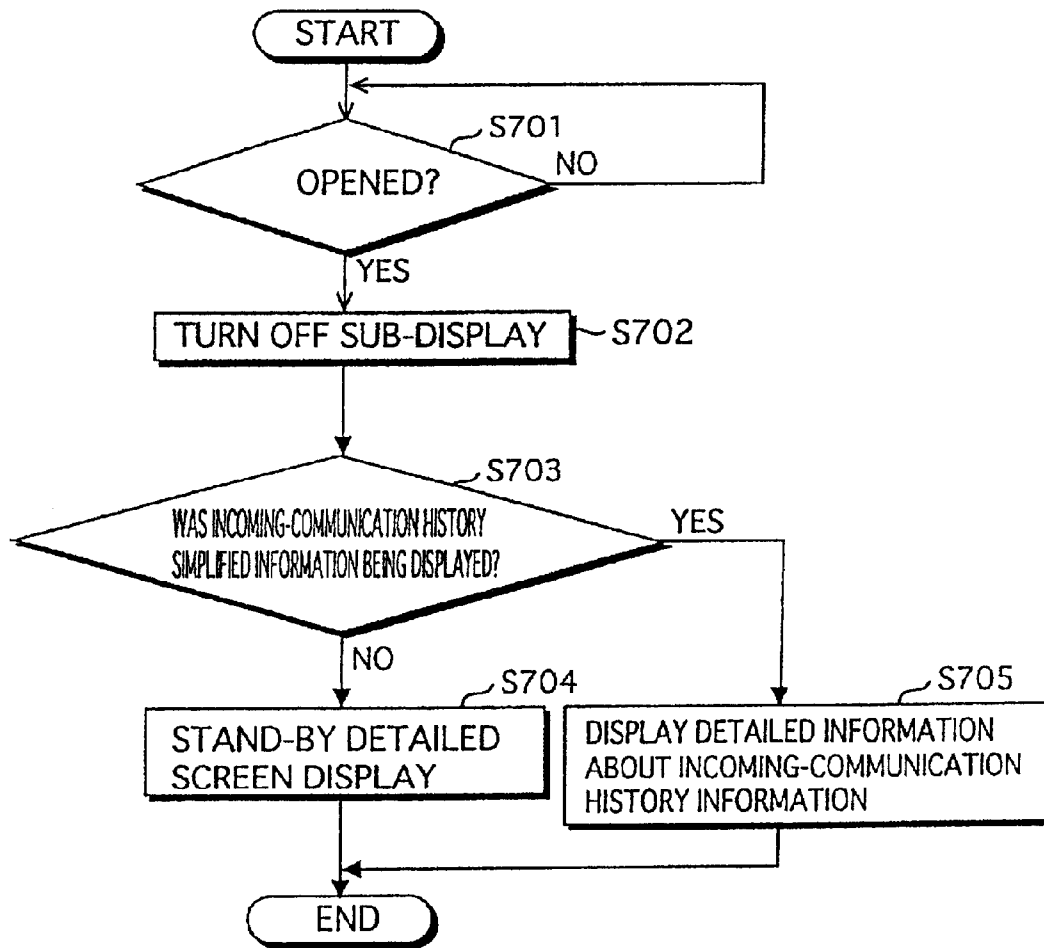 START
S701
OPENED?
NO
YES
TURN OFF SUB-DISPLAY
S702
S703
WAS INCOMING-COMMUNICATION HISTORY
SIMPLIFIED INFORMATION BEING DISPLAYED?
YES
NO
S704
STAND-BY DETAILED
SCREEN DISPLAY
S705
DISPLAY DETAILED INFORMATION
ABOUT INCOMING-COMMUNICATION
HISTORY INFORMATION
END